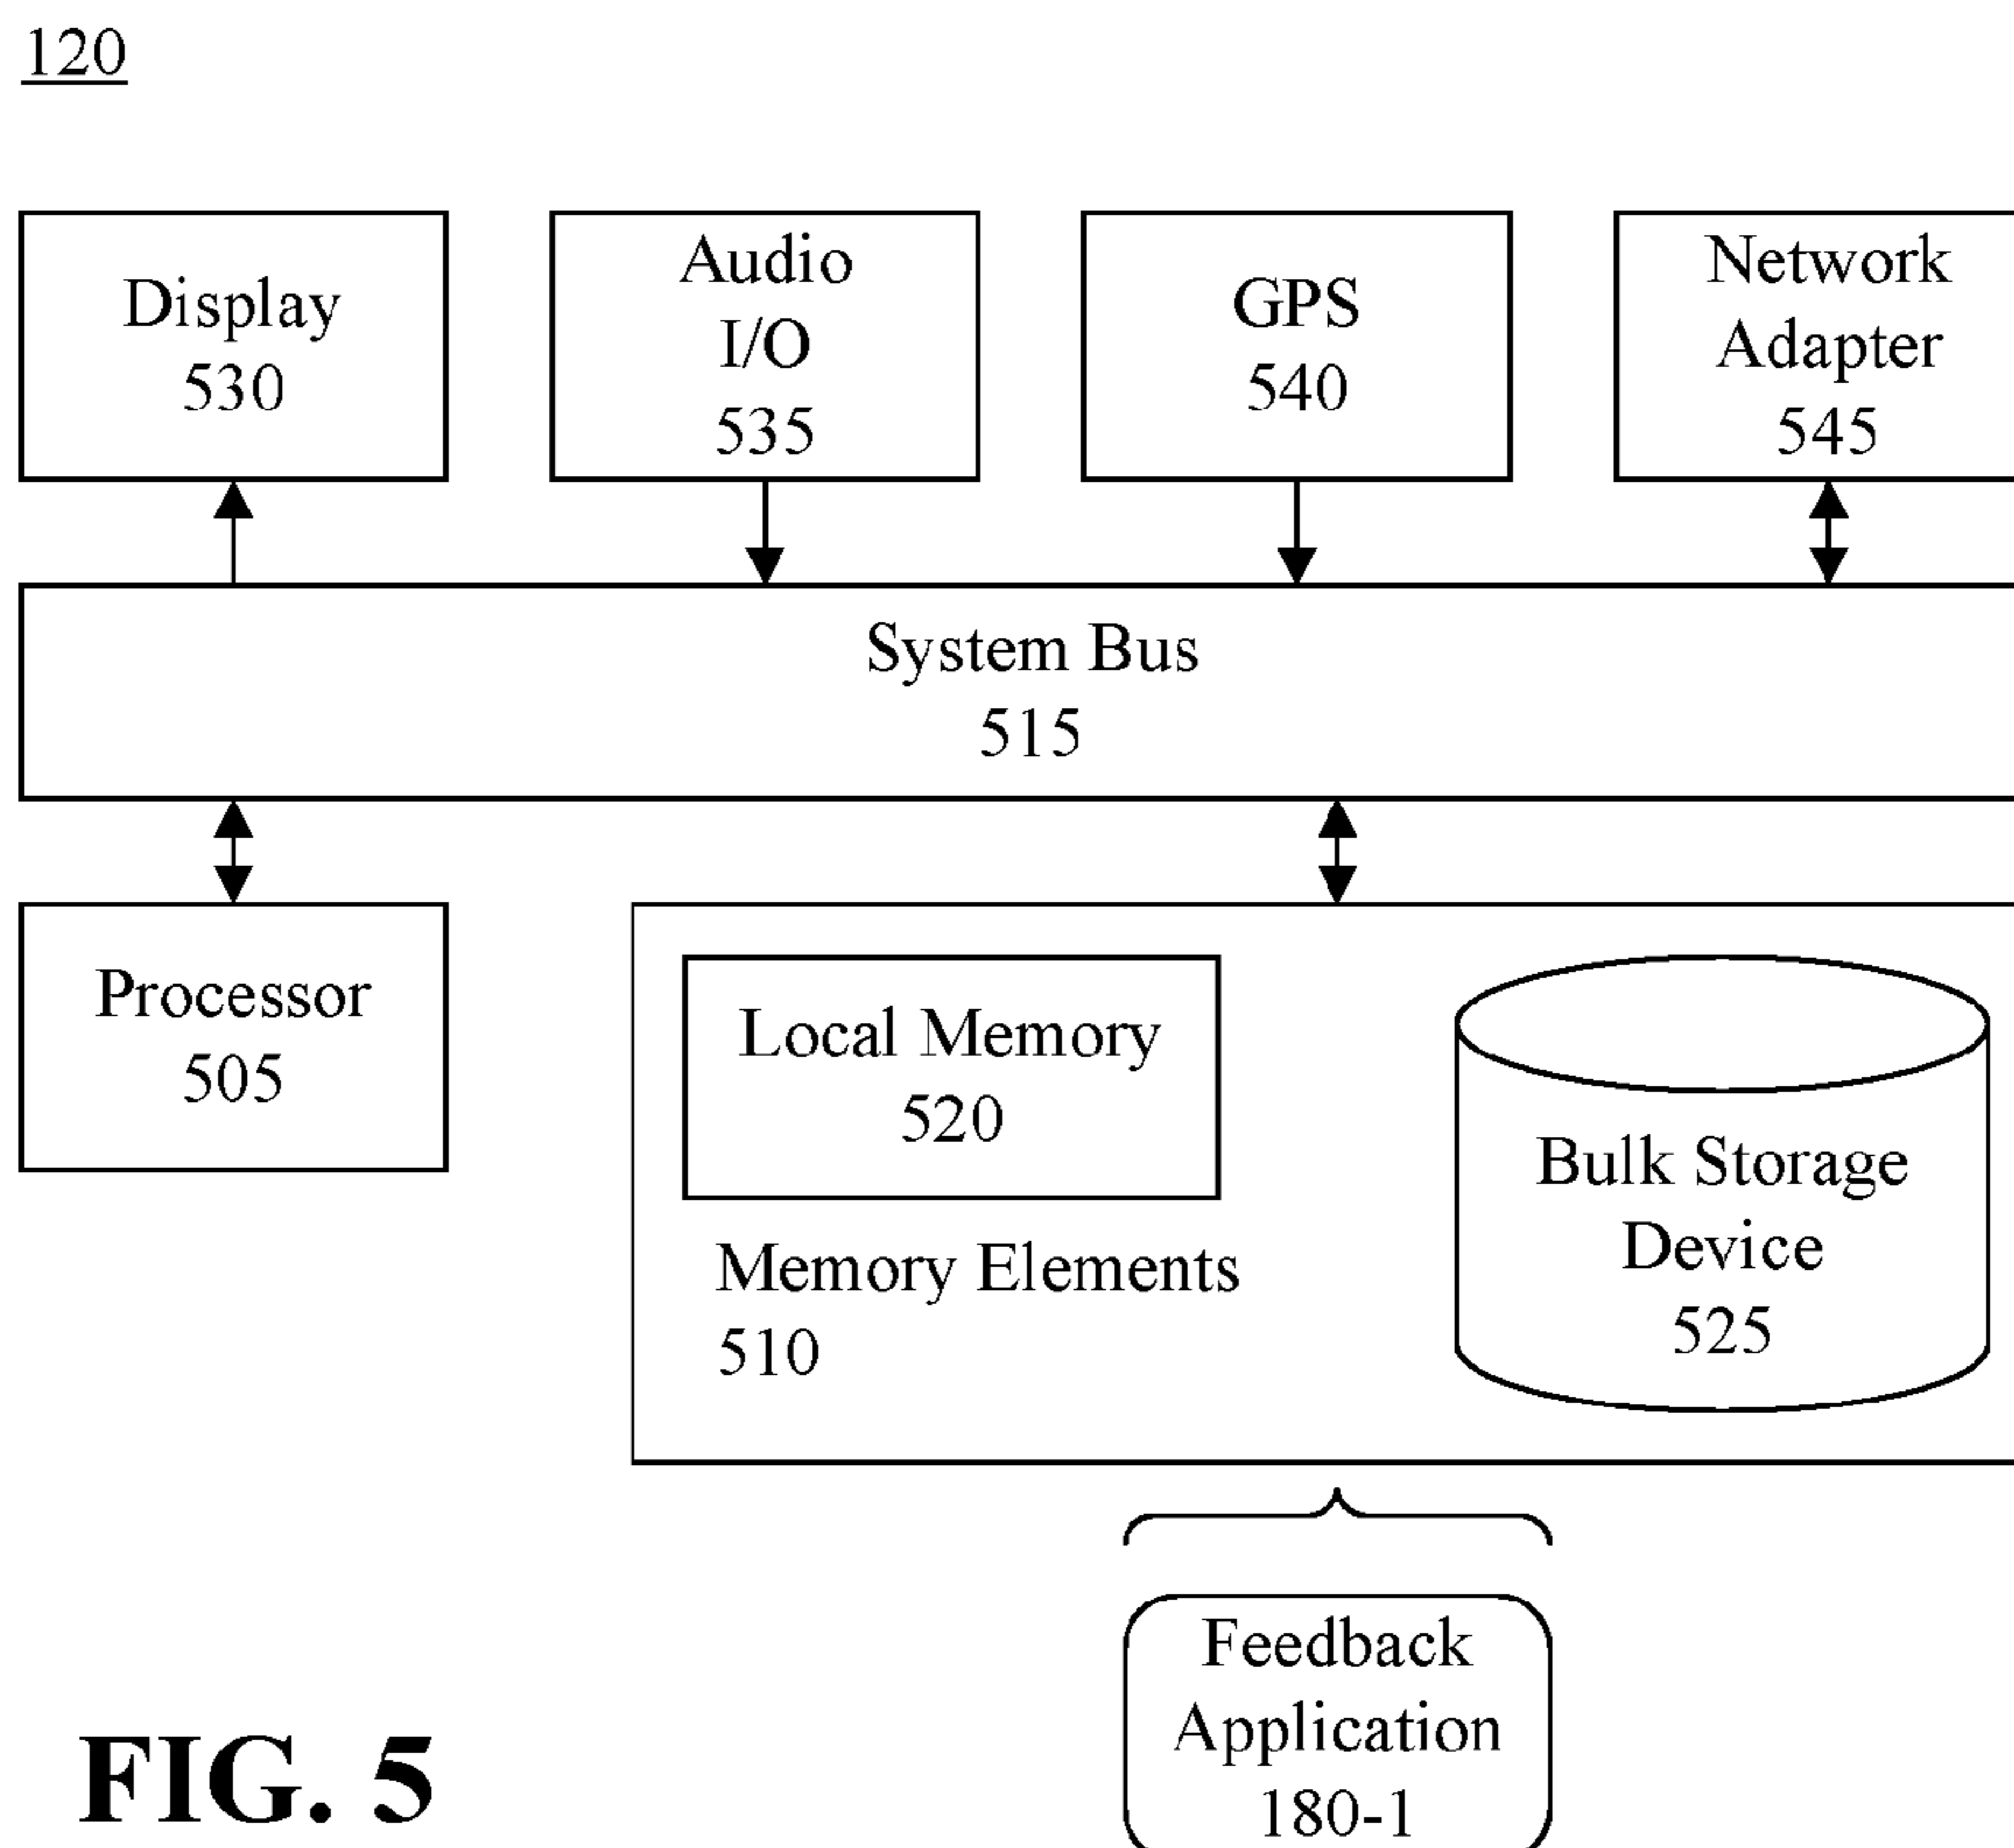 120
Display
530
Audio
I/O
535
GPS
540
Network
Adapter
545
System Bus
515
Processor
505
Local Memory
520
Memory Elements
510
Bulk Storage
Device
525
Feedback
Application
180-1
FIG. 5